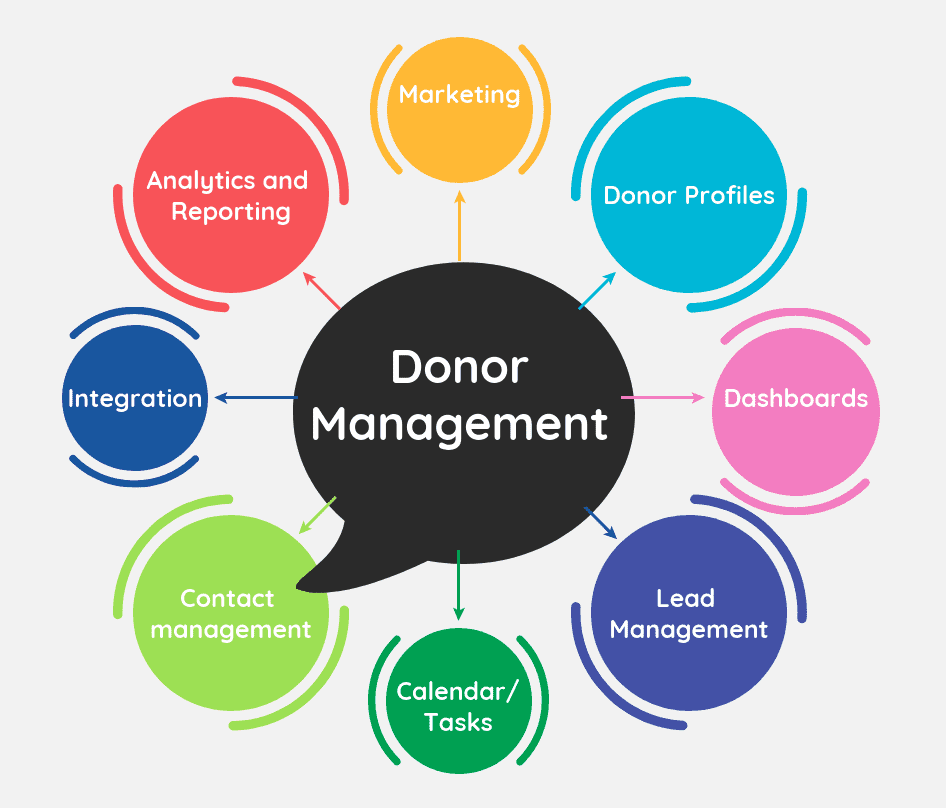 Marketing
Analytics and
Reporting
Donor Profiles
Donor
Management
Integration
Dashboards
Contact
management
Lead
Management
Calendar/
Tasks